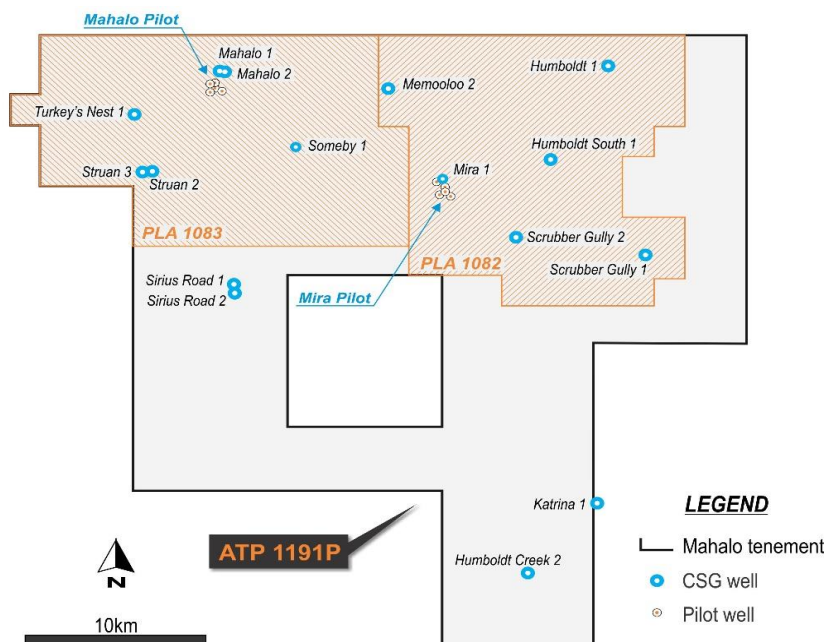 Mahalo Pilot
Mahalo 1
Mahalo 2
Humboldt 1
Memooloo 2
Turkey's Nest 1
Someby 1
Humboldt South 1
Struan 3
Struan 2
Mira 1
PLA 1083
Scrubber Gully 2
Scrubber Gully 1
PLA 1082
Sirius Road 1
Sirius Road 2
Mira Pilot
Katrina 1
LEGEND
Mahalo tenement
ATP 1191P
Humboldt Creek 2
CSG well
N
Pilot well
10km